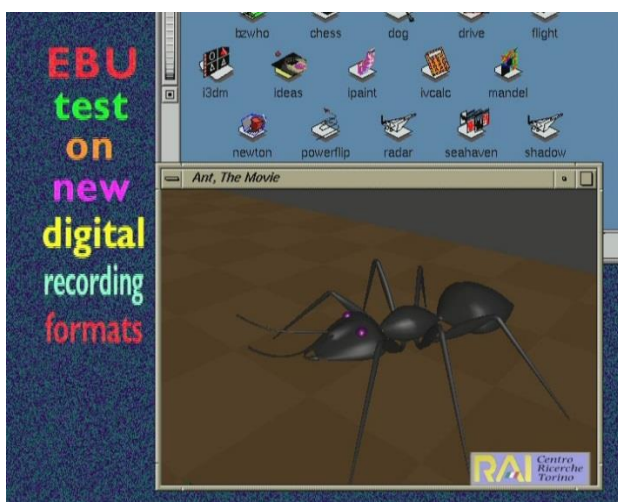 EBU
test
on
new
digital
recording
formats
bzwho chess dog drive flight
i3dm ideas ipaint ivcalc mandel
newton powerflip radar seahaven shadow
Ant, The Movie
RAI Centro
Ricerche
Torino